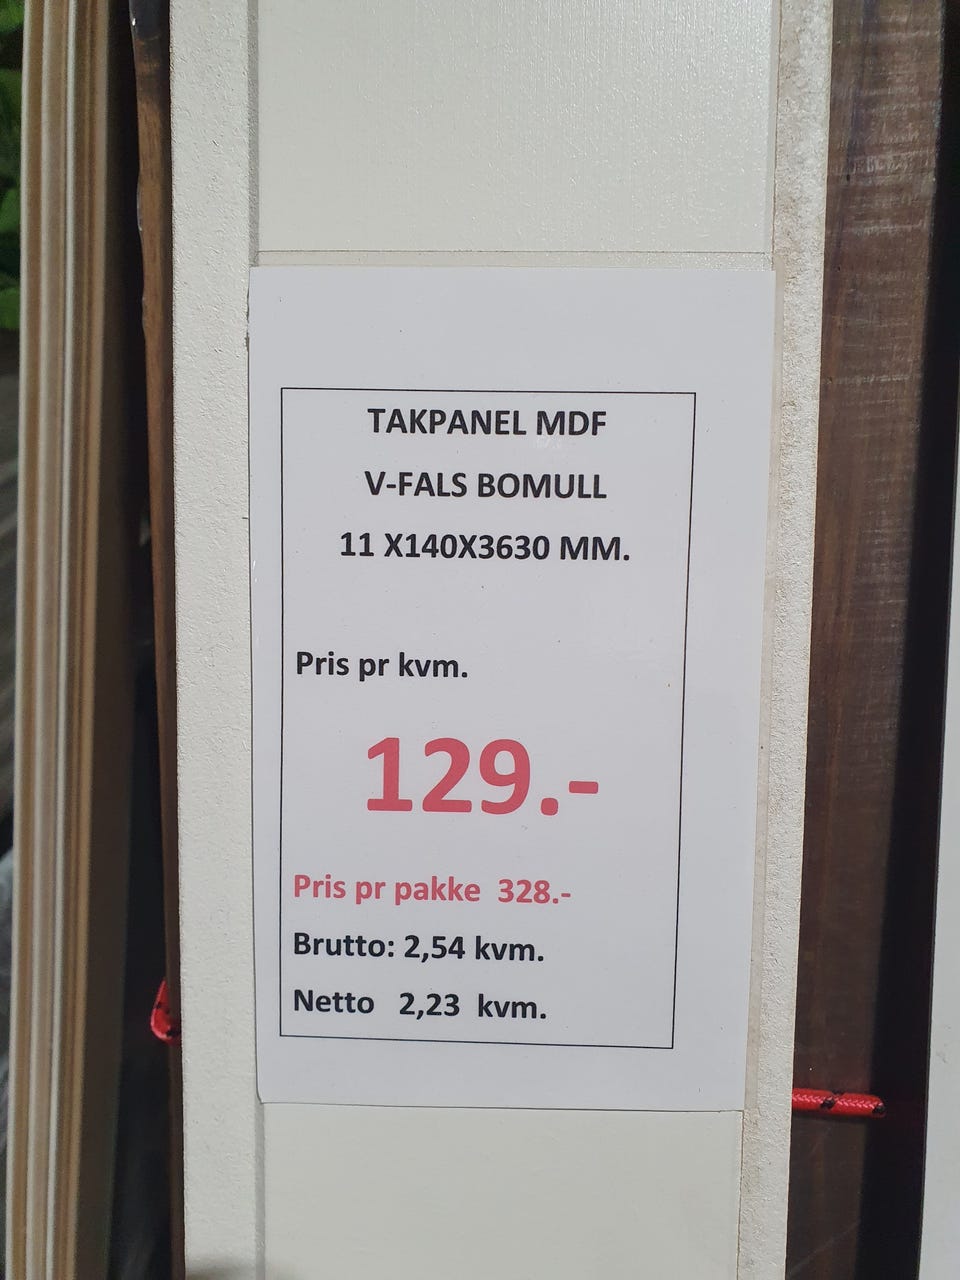 TAKPANEL MDF
V-FALS BOMULL
11 X140X3630 MM.
Pris pr kvm.
129.-
Pris pr pakke 328.-
Brutto: 2,54 kvm.
Netto 2,23 kvm.